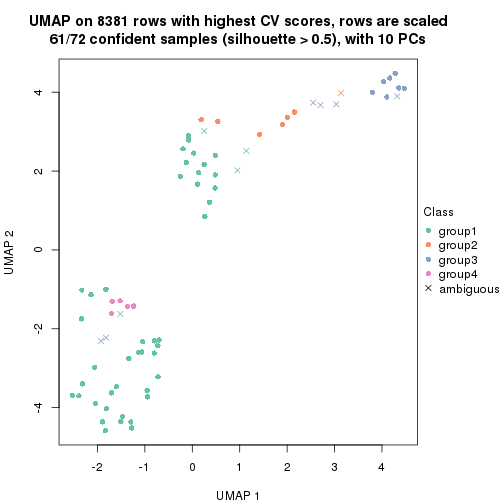 UMAP on 8381 rows with highest CV scores, rows are scaled
61/72 confident samples (silhouette > 0.5), with 10 PCs
4
2
0
-2
-4
UMAP 2
-2
-1
0
1
2
3
4
UMAP 1
Class
group1
group2
group3
group4
ambiguous